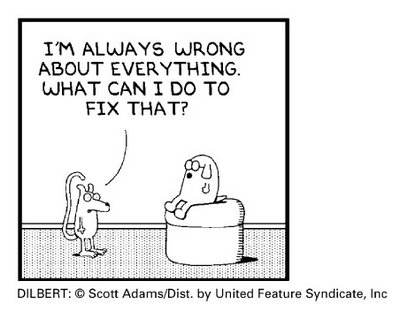 I'M ALWAYS WRONG
ABOUT EVERYTHING.
WHAT CAN I DO TO
FIX THAT?
DILBERT: © Scott Adams/Dist. by United Feature Syndicate, Inc